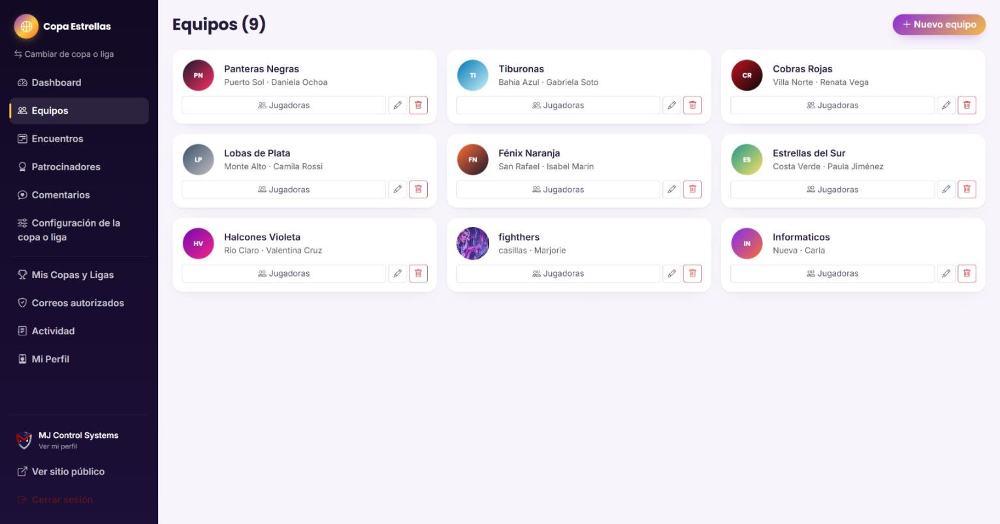 Copa Estrellas
Cambiar de copa o liga
Dashboard
Equipos
Encuentros
Patrocinadores
Comentarios
Configuración de la
copa o liga
Mis Copas y Ligas
Correos autorizados
Actividad
Mi Perfil
MJ Control Systems
Ver mi perfil
Ver sitio público
Cerrar sesión
Equipos (9)
+ Nuevo equipo
PN
Panteras Negras
Puerto Sol · Daniela Ochoa
Jugadoras
TI
Tiburonas
Bahía Azul · Gabriela Soto
Jugadoras
CR
Cobras Rojas
Villa Norte · Renata Vega
Jugadoras
LP
Lobas de Plata
Monte Alto · Camila Rossi
Jugadoras
FN
Fénix Naranja
San Rafael · Isabel Marín
Jugadoras
ES
Estrellas del Sur
Costa Verde · Paula Jiménez
Jugadoras
HV
Halcones Violeta
Río Claro · Valentina Cruz
Jugadoras
fighthers
casillas · Marjorie
Jugadoras
IN
Informaticos
Nueva · Carla
Jugadoras